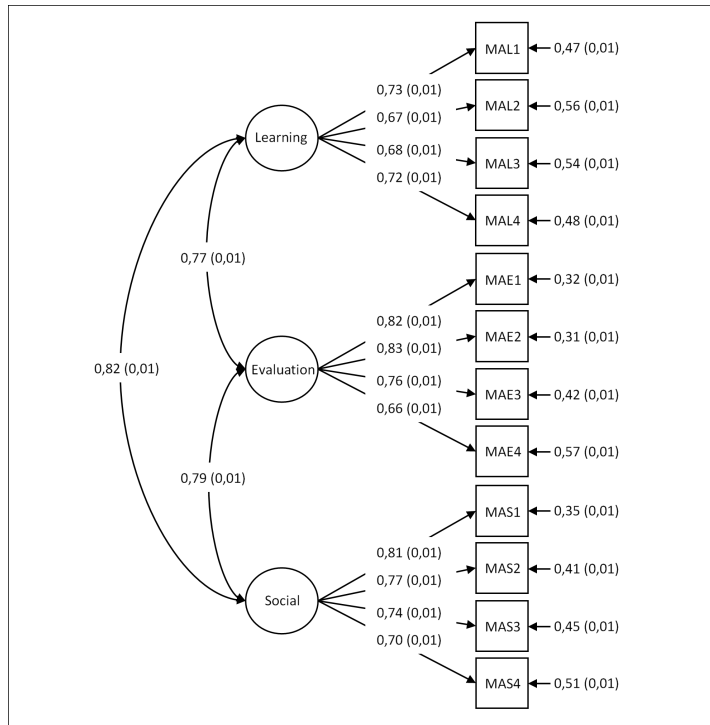 MAL1
0,47 (0,01)
0,73 (0,01)
MAL2
0,56 (0,01)
0,67 (0,01)
Learning
0,68 (0,01)
MAL3
0,54 (0,01)
0,72 (0,01)
MAL4
0,48 (0,01)
0,77 (0,01)
MAE1
0,32 (0,01)
0,82 (0,01)
MAE2
0,31 (0,01)
0,83 (0,01)
0,82 (0,01)
Evaluation
0,76 (0,01)
MAE3
0,42 (0,01)
0,66 (0,01)
MAE4
0,57 (0,01)
0,79 (0,01)
MAS1
0,35 (0,01)
0,81 (0,01)
MAS2
0,41 (0,01)
0,77 (0,01)
Social
0,74 (0,01)
MAS3
0,45 (0,01)
0,70 (0,01)
MAS4
0,51 (0,01)